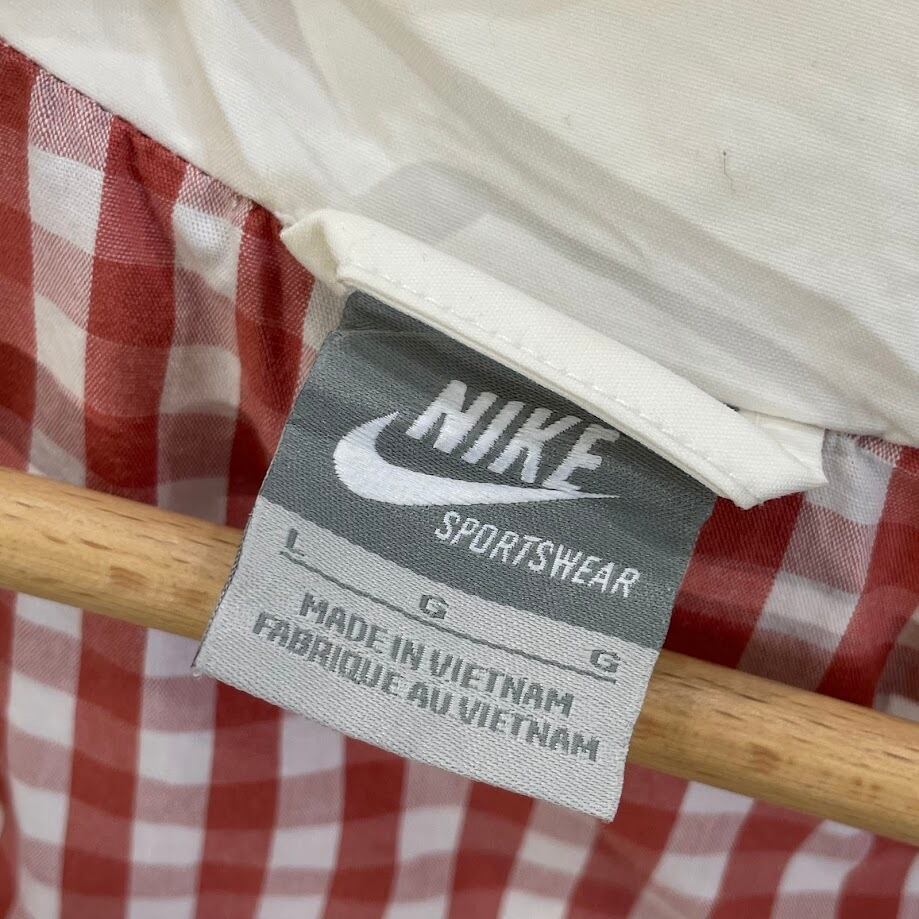 NIKE
SPORTSWEAR
L G G
MADE IN VIETNAM
FABRIQUE AU VIETNAM